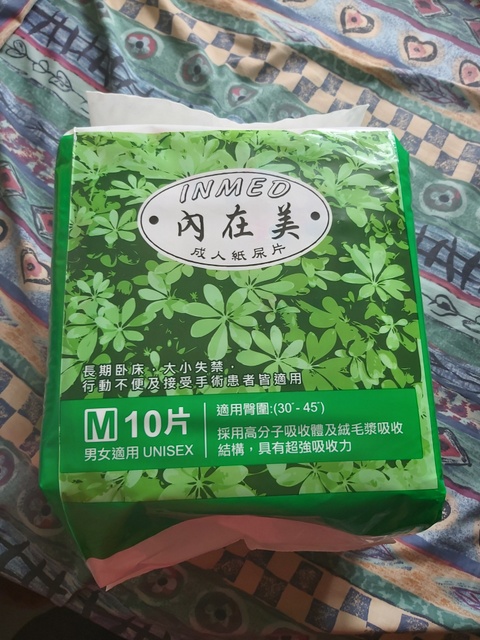 INMED
內在美
成人紙尿片
長期卧床，大小失禁，
行動不便及接受手術患者皆適用
M 10片
男女適用 UNISEX
適用臀圍:(30"- 45")
採用高分子吸收體及絨毛漿吸收
結構，具有超強吸收力